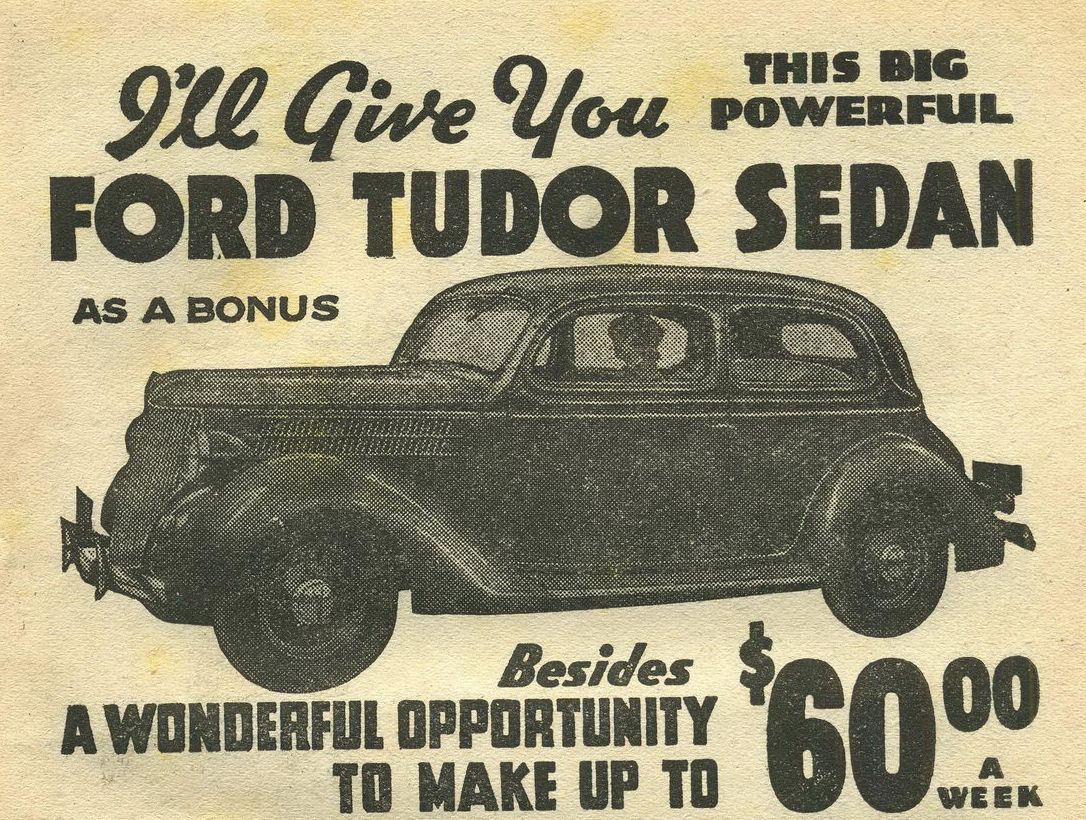 I'll Give You THIS BIG
POWERFUL
FORD TUDOR SEDAN
AS A BONUS
Besides
A WONDERFUL OPPORTUNITY
TO MAKE UP TO
$60.00
A
WEEK